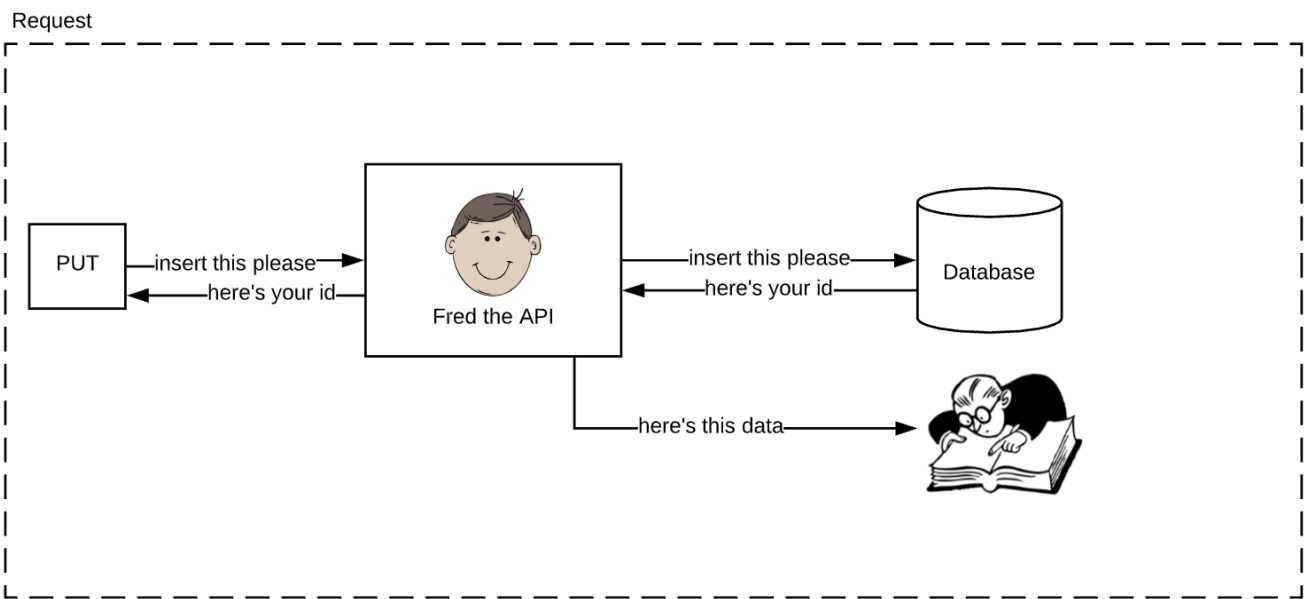 Request
PUT
insert this please
here's your id
Fred the API
insert this please
here's your id
Database
here's this data